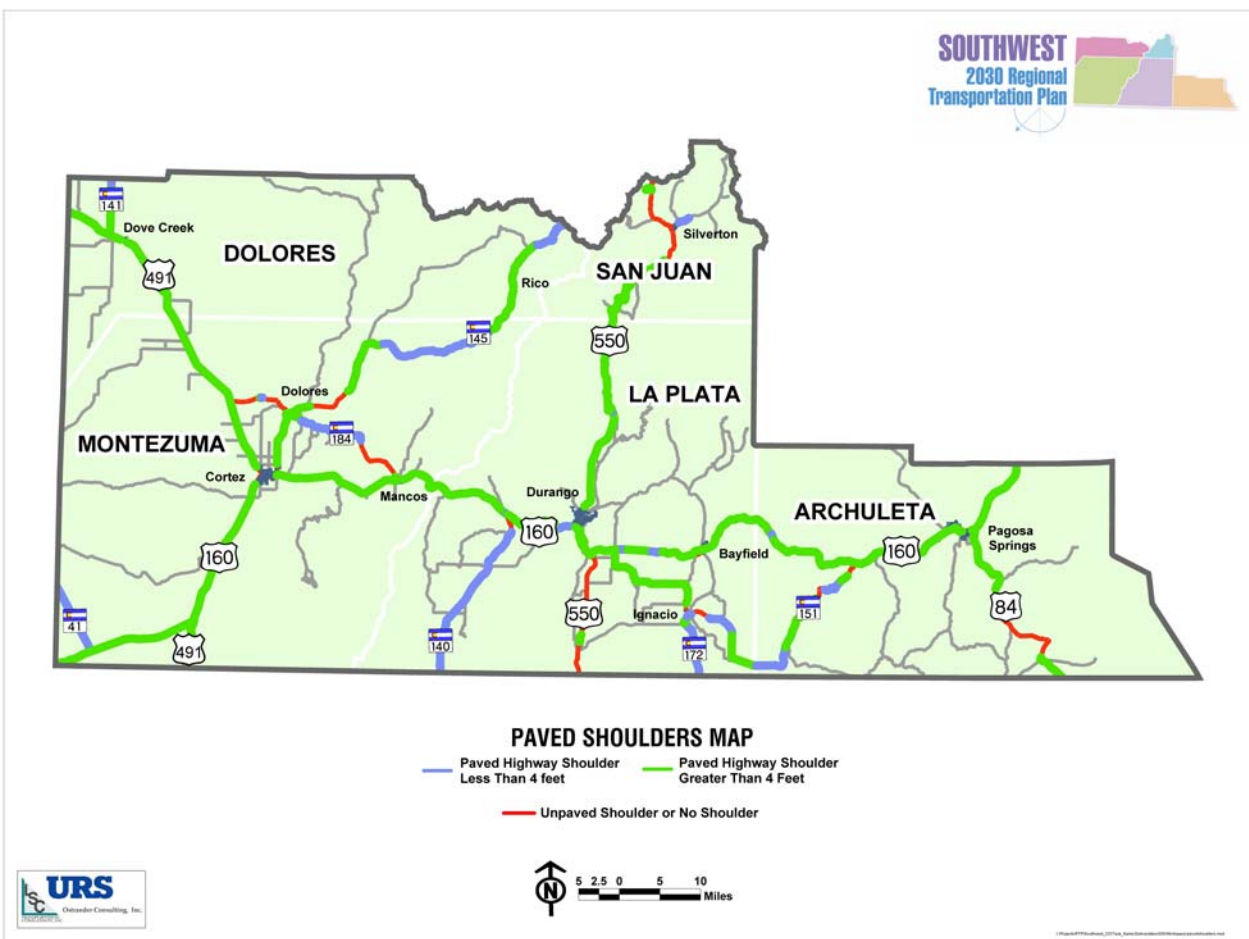 SOUTHWEST
2030 Regional
Transportation Plan
141
Dove Creek
DOLORES
491
Silverton
SAN JUAN
Rico
145
550
Dolores
LA PLATA
184
MONTEZUMA
Cortez
Mancos
Durango
ARCHULETA
160
160
Bayfield
160
Pagosa
Springs
41
491
140
550
Ignacio
172
151
84
PAVED SHOULDERS MAP
Paved Highway Shoulder
Less Than 4 feet
Paved Highway Shoulder
Greater Than 4 Feet
Unpaved Shoulder or No Shoulder
N
5 2.5 0 5 10
Miles
LSC
URS
Ostrander Consulting, Inc.